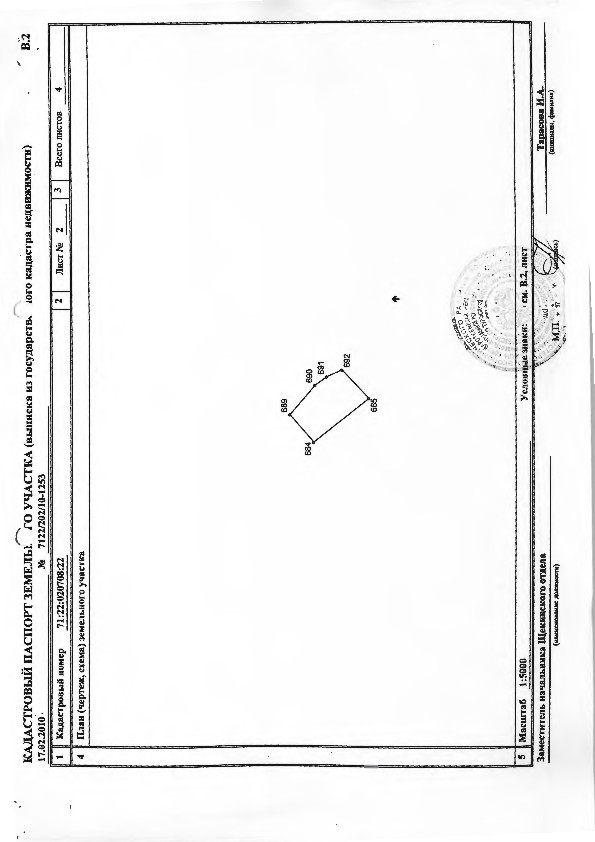 В.2
КАДАСТРОВЫЙ ПАСПОРТ ЗЕМЕЛЬ ГО УЧАСТКА (выписка из государств. ого кадастра недвижимости)
17.02.2010 № 7122/202/10-1253
1 Кадастровый номер 71:22:020708:22 2 Лист № 2 3 Всего листов 4
4 План (чертеж, схема) земельного участка
689
690
691
692
684
685
5 Масштаб 1:5000 Условные знаки: см. В.2, лист
Заместитель начальника Щекинского отдела Тарасова И.А.
(наименование должности) М.П. (подпись) (инициалы, фамилия)